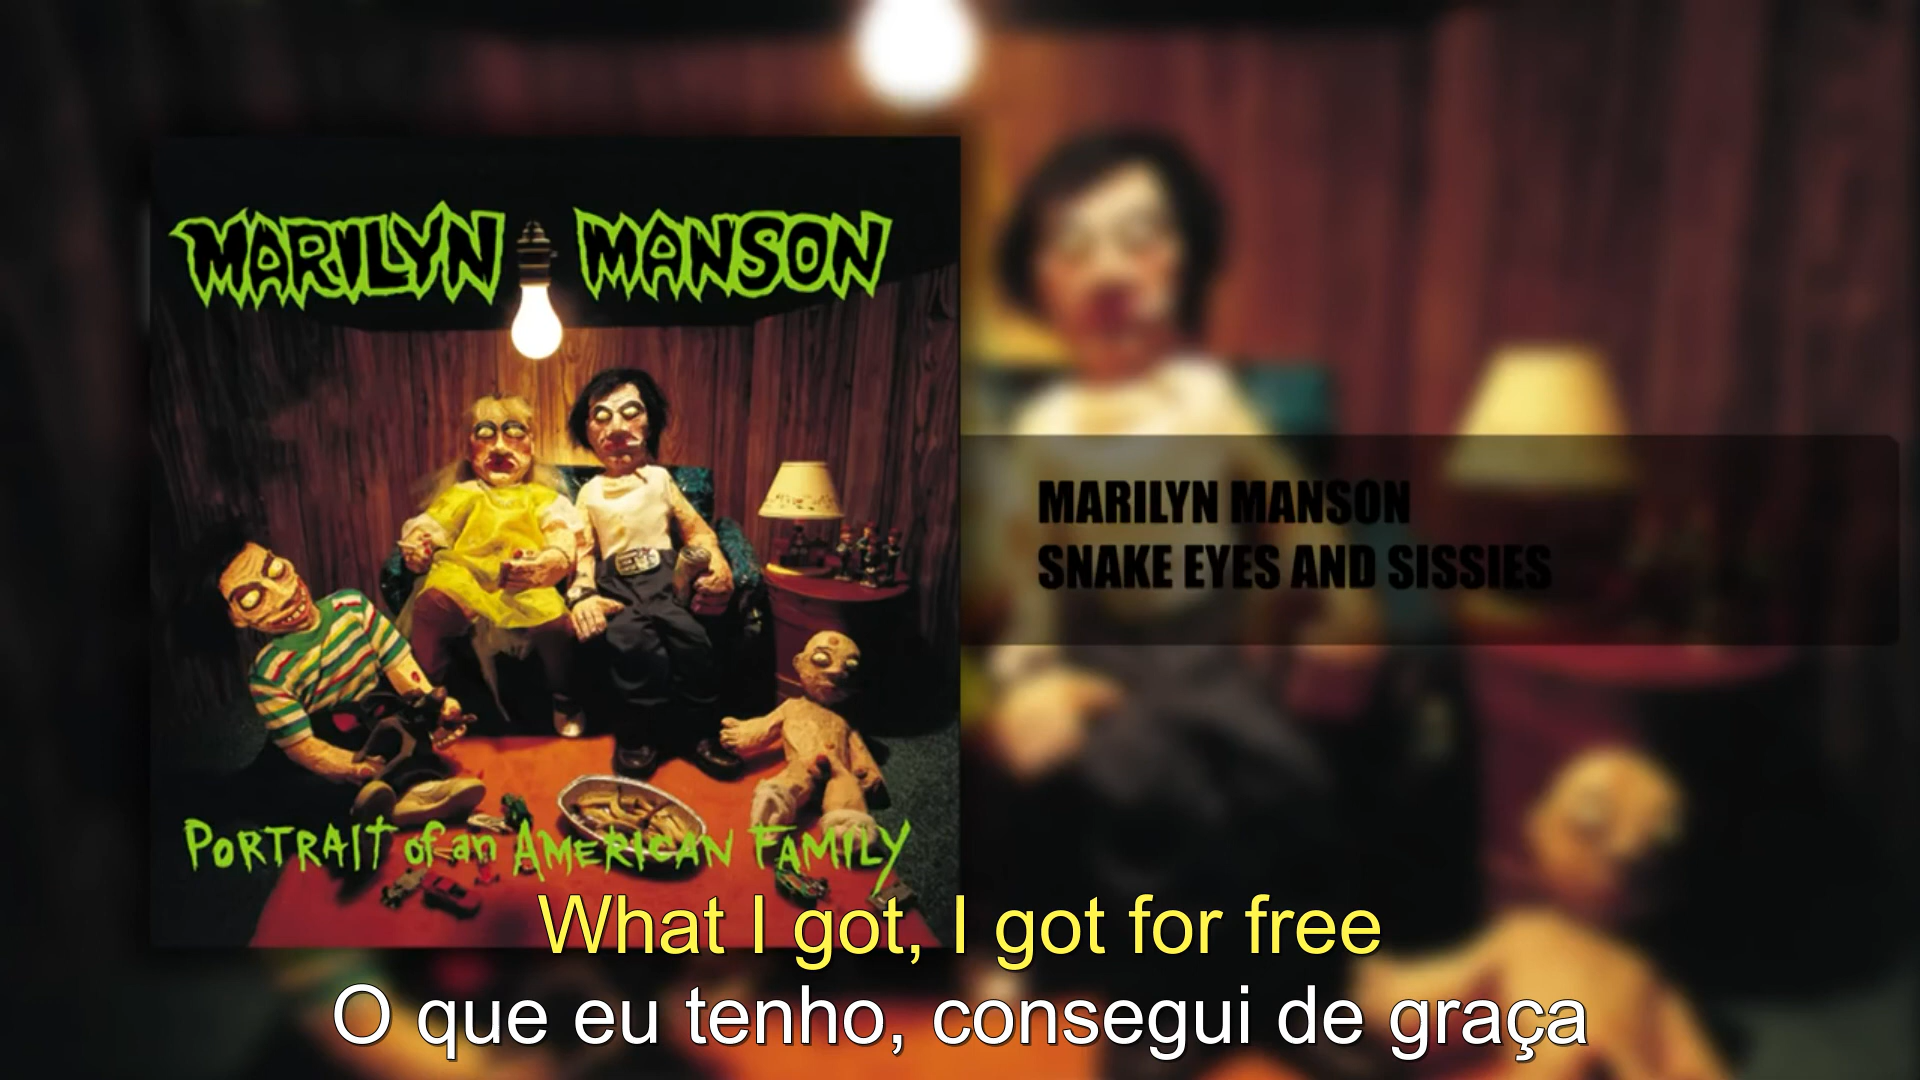 MARILYN MANSON
PORTRAIT of an AMERICAN FAMILY
MARILYN MANSON
SNAKE EYES AND SISSIES
What I got, I got for free
O que eu tenho, consegui de graça